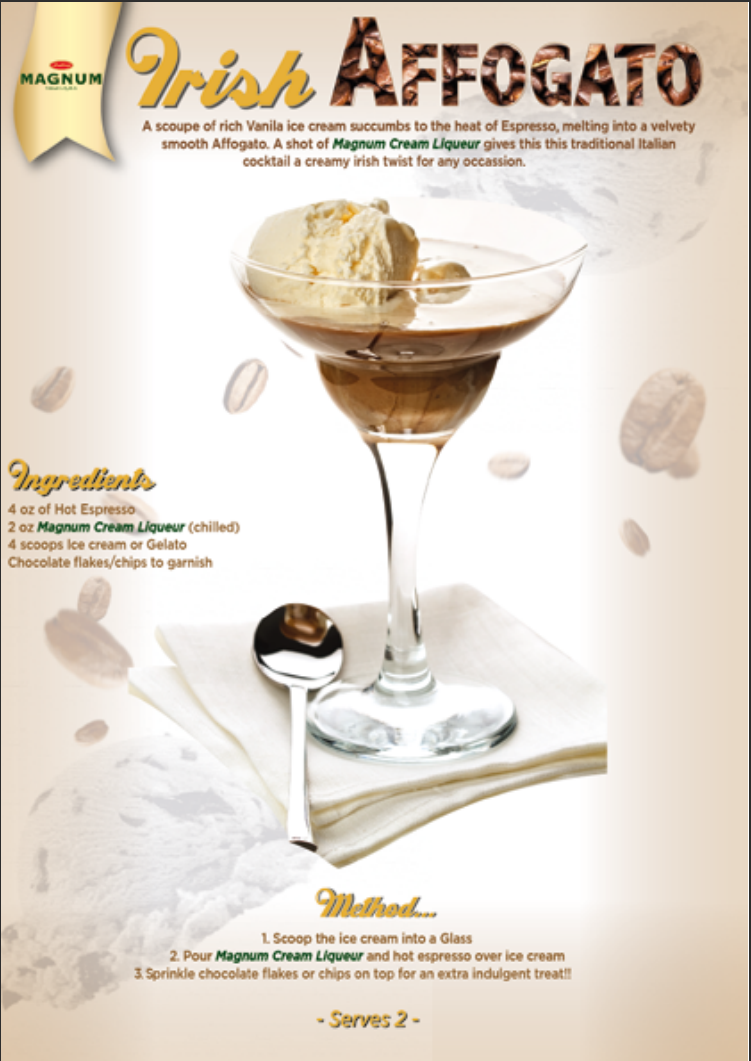 MAGNUM
Irish AFFOGATO
A scoupe of rich Vanila ice cream succumbs to the heat of Espresso, melting into a velvety
smooth Affogato. A shot of Magnum Cream Liqueur gives this this traditional Italian
cocktail a creamy irish twist for any occassion.
Ingredients
4 oz of Hot Espresso
2 oz Magnum Cream Liqueur (chilled)
4 scoops Ice cream or Gelato
Chocolate flakes/chips to garnish
Method...
1. Scoop the ice cream into a Glass
2. Pour Magnum Cream Liqueur and hot espresso over ice cream
3. Sprinkle chocolate flakes or chips on top for an extra indulgent treat!!
- Serves 2 -